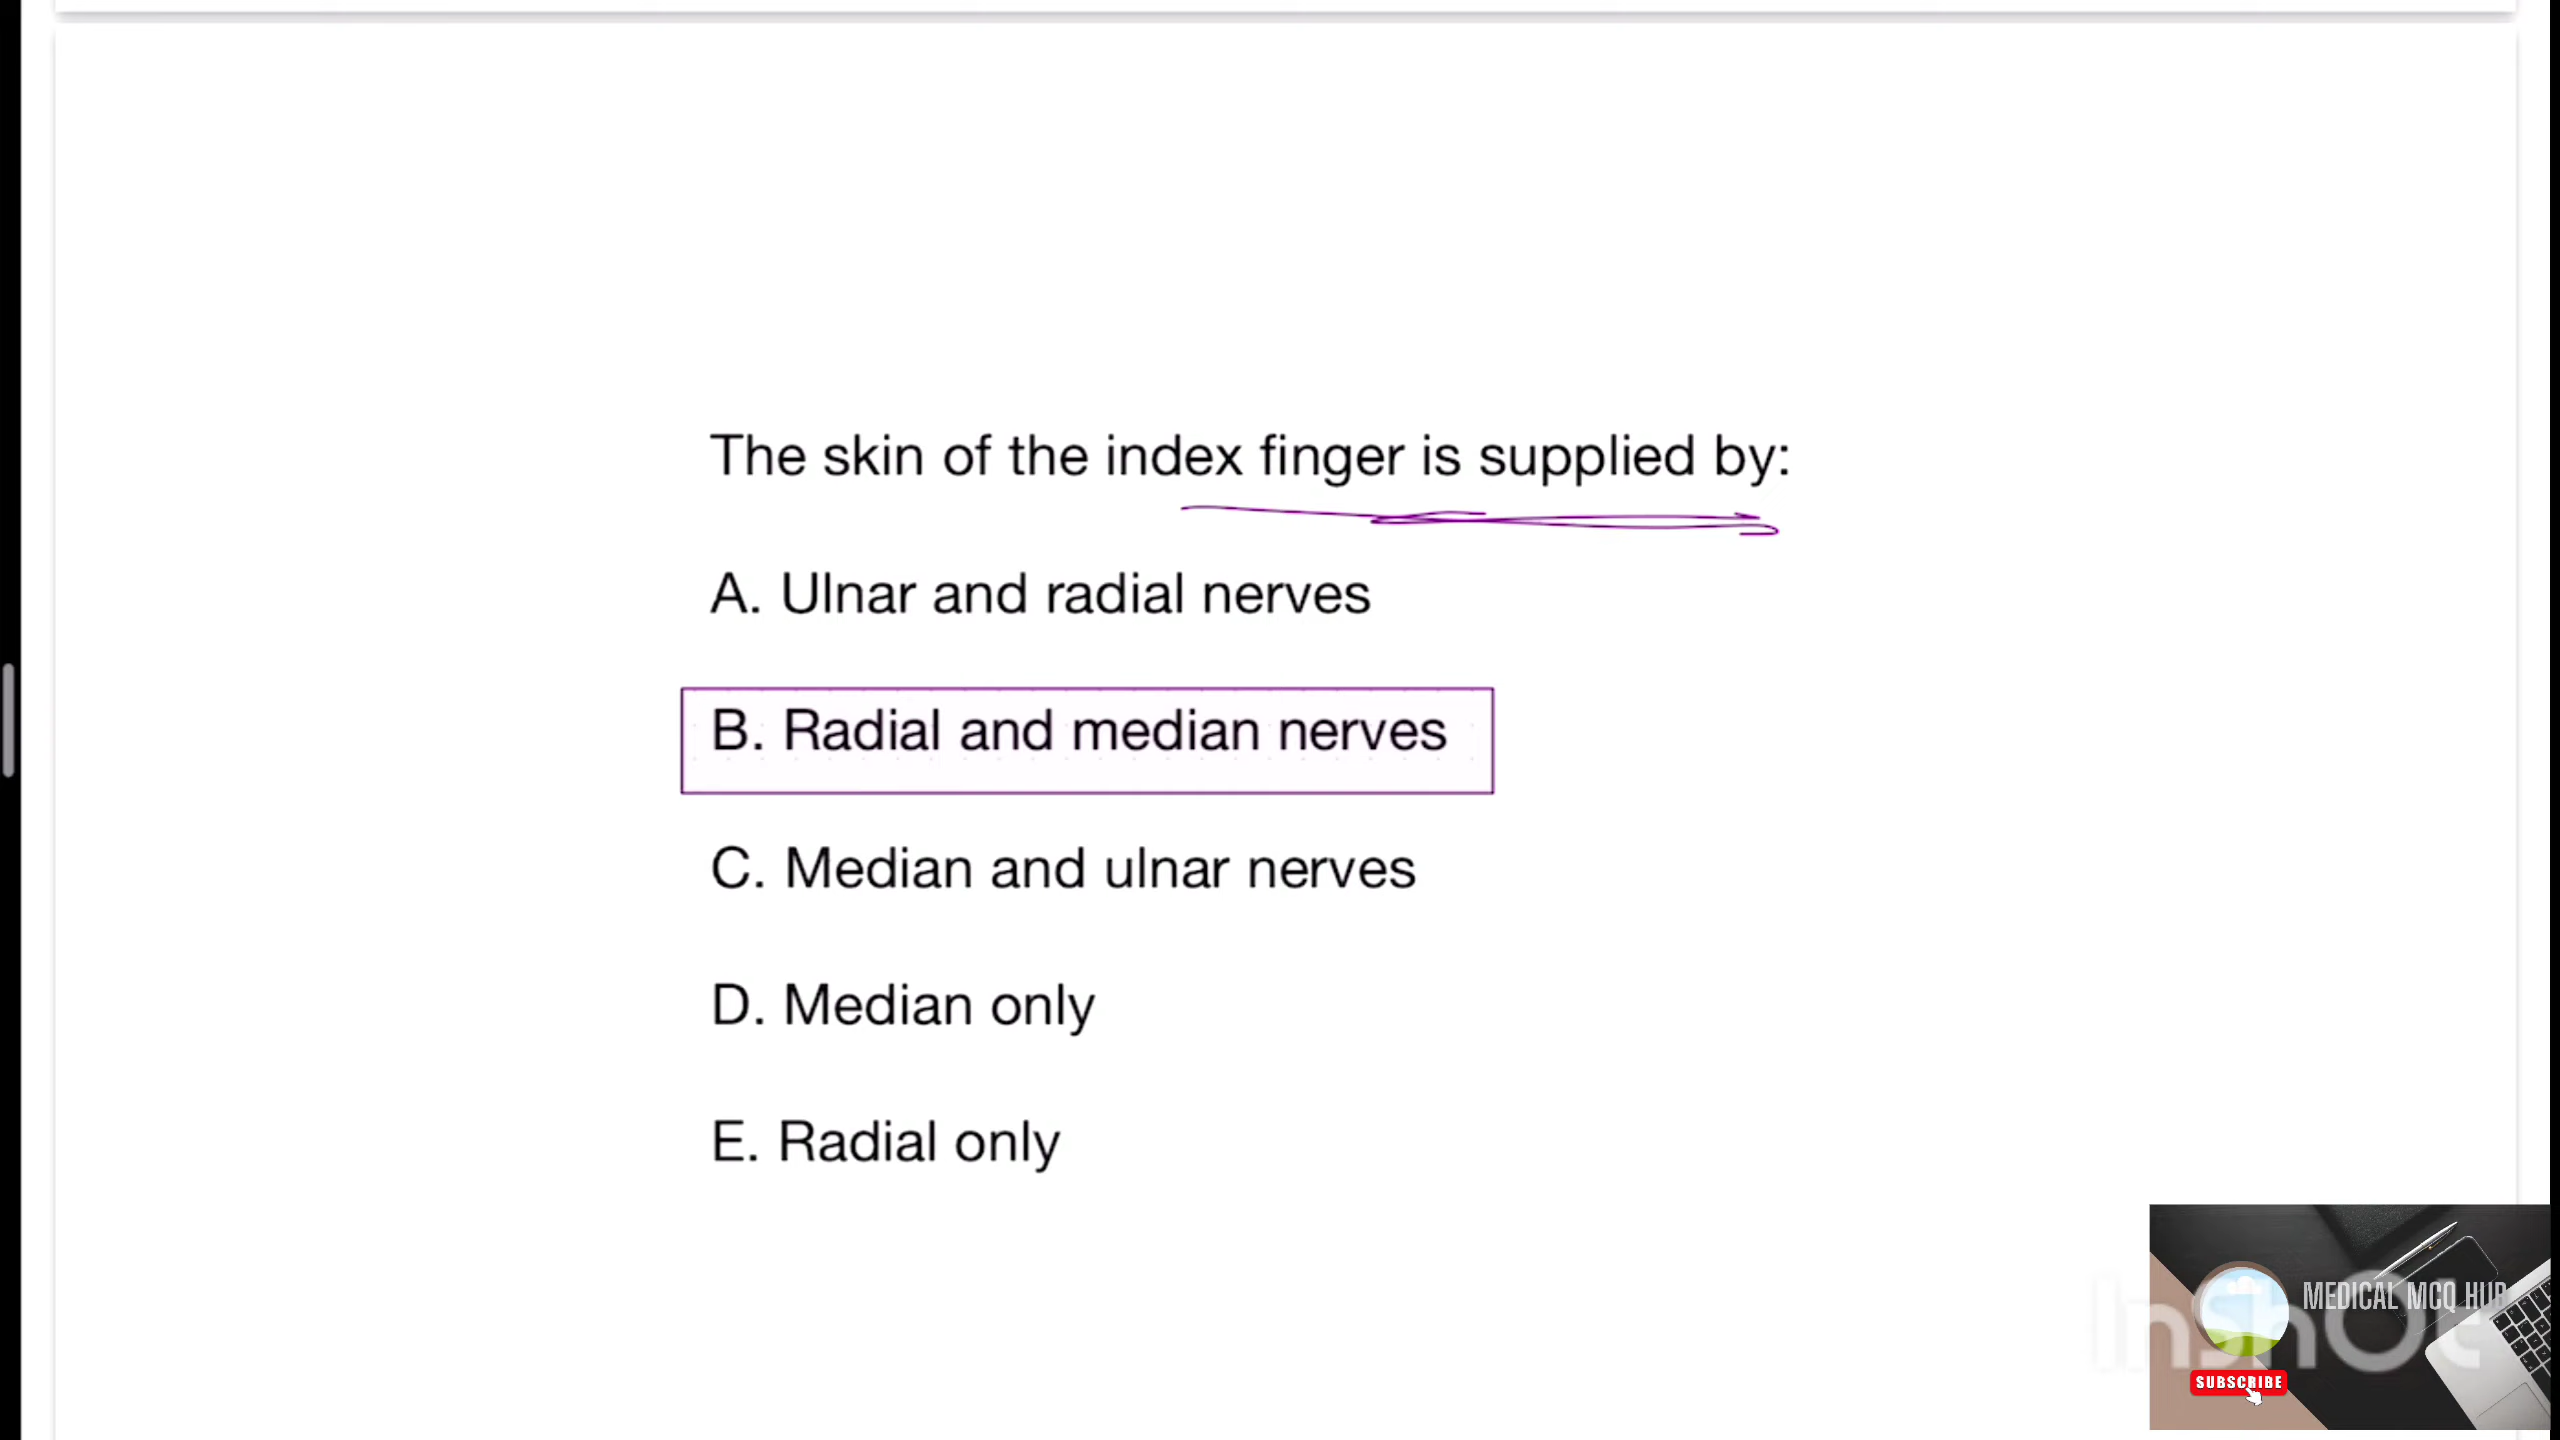 The skin of the index finger is supplied by:
A. Ulnar and radial nerves
B. Radial and median nerves
C. Median and ulnar nerves
D. Median only
E. Radial only
MEDICAL MCQ HUB
InShOt
SUBSCRIBE